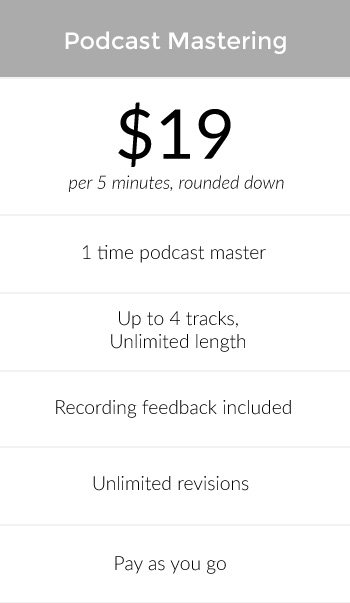 Podcast Mastering
$19
per 5 minutes, rounded down
1 time podcast master
Up to 4 tracks,
Unlimited length
Recording feedback included
Unlimited revisions
Pay as you go